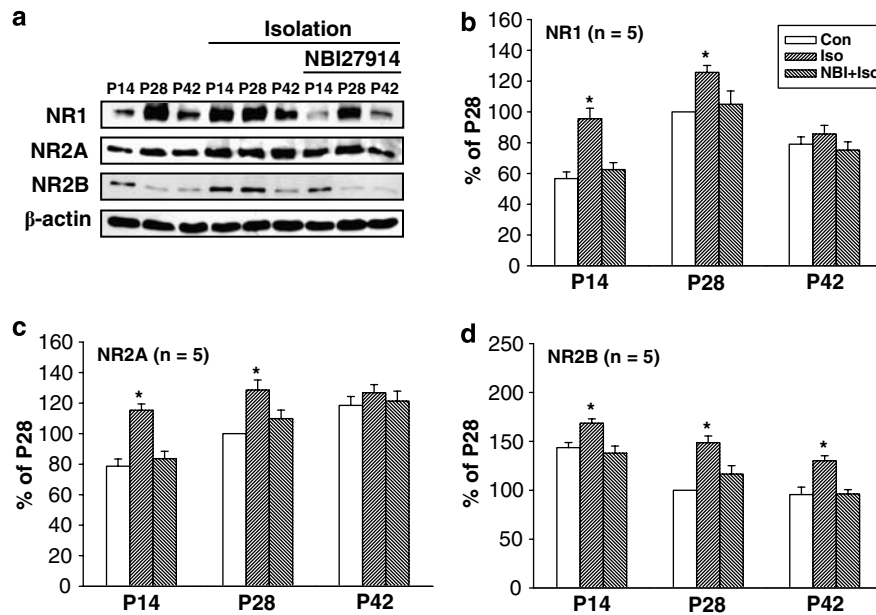 a
Isolation
NBI27914
P14 P28 P42 P14 P28 P42 P14 P28 P42
NR1
NR2A
NR2B
β-actin
b
NR1 (n = 5)
Con
Iso
NBI+Iso
% of P28
160
140
120
100
80
60
40
20
0
* *
P14 P28 P42
c
NR2A (n = 5)
% of P28
160
140
120
100
80
60
40
20
0
* *
P14 P28 P42
d
NR2B (n = 5)
% of P28
250
200
150
100
50
0
* * *
P14 P28 P42